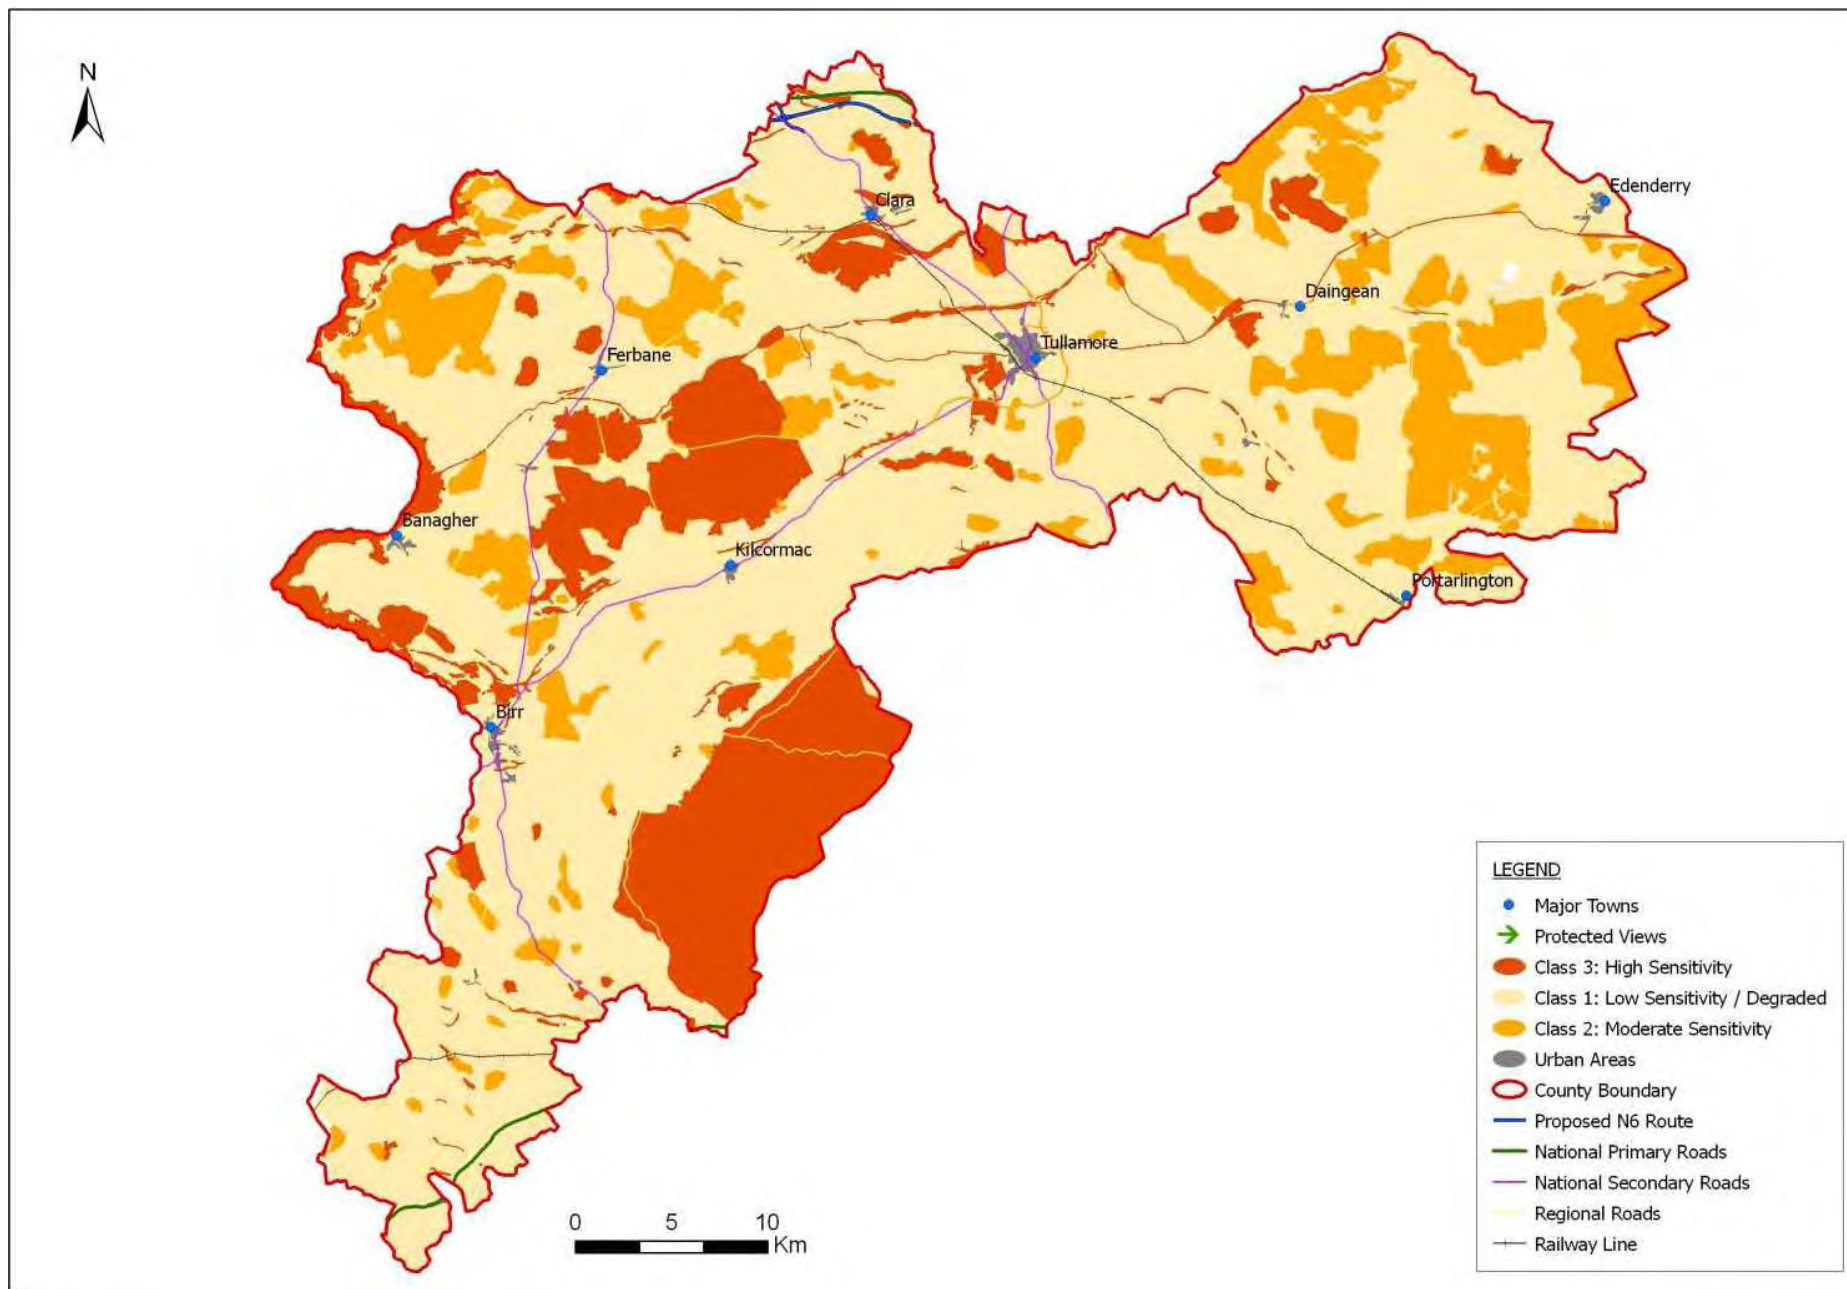 N
Clara
Edenderry
Daingean
Tullamore
Ferbane
Banagher
Kilcormac
Portarlington
Birr
LEGEND
Major Towns
Protected Views
Class 3: High Sensitivity
Class 1: Low Sensitivity / Degraded
Class 2: Moderate Sensitivity
Urban Areas
County Boundary
Proposed N6 Route
National Primary Roads
National Secondary Roads
Regional Roads
Railway Line
0 5 10
Km